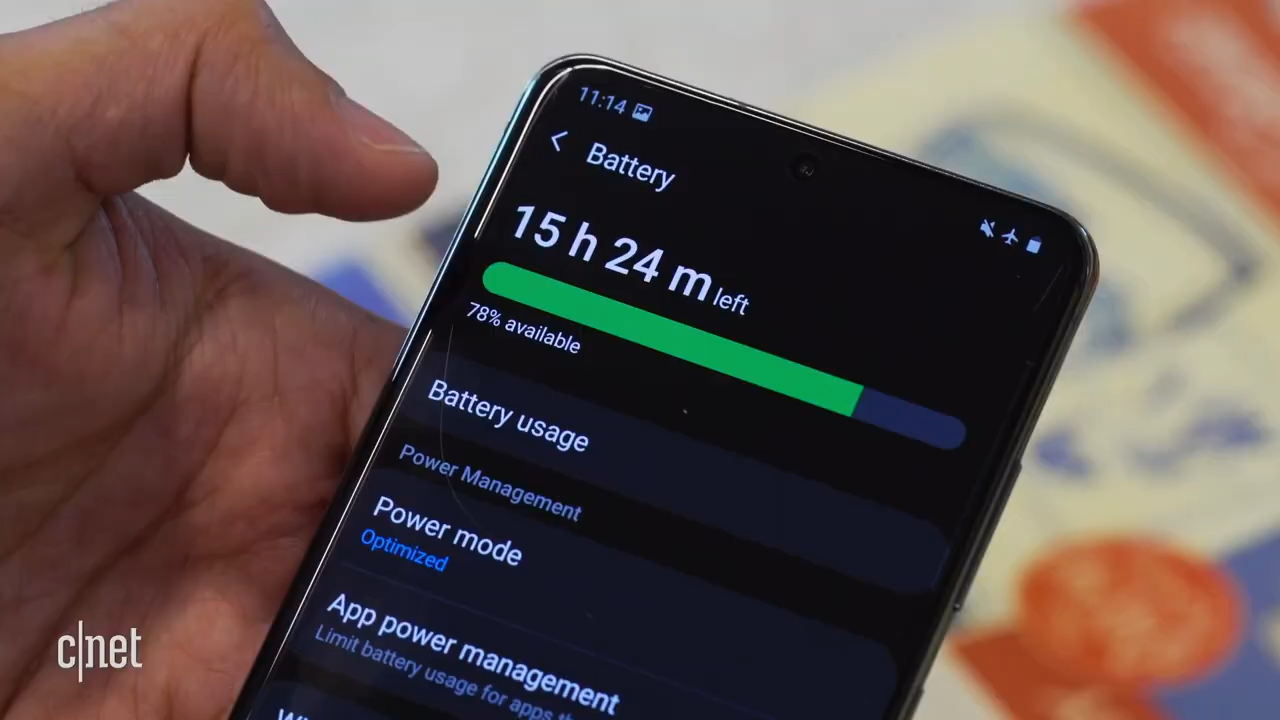 11:14
Battery
15 h 24 m left
78% available
Battery usage
Power Management
Power mode
Optimized
App power management
Limit battery usage for apps
c|net